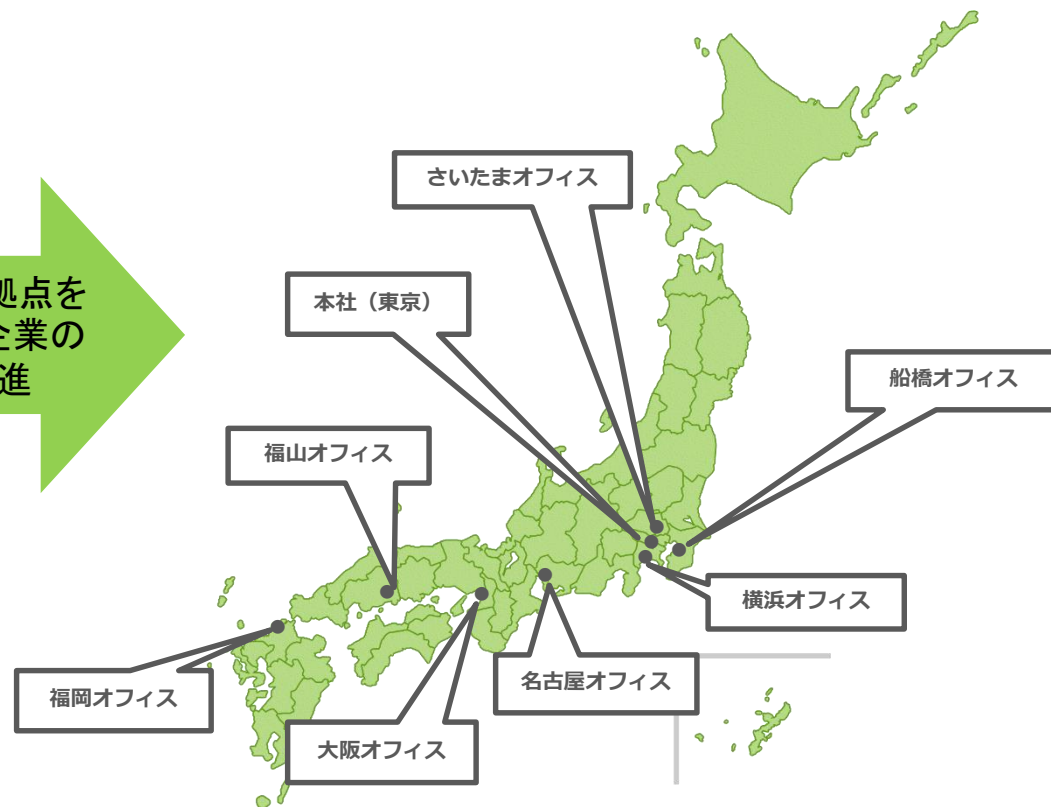 さいたまオフィス
本社（東京）
船橋オフィス
拠点を
企業の
進
福山オフィス
横浜オフィス
名古屋オフィス
福岡オフィス
大阪オフィス